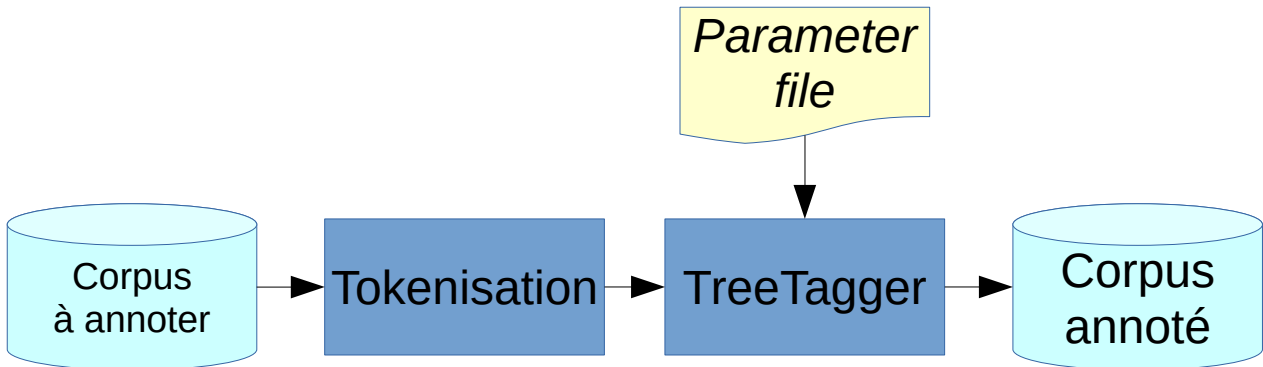 Parameter
file
Corpus
à annoter
Tokenisation
TreeTagger
Corpus
annoté